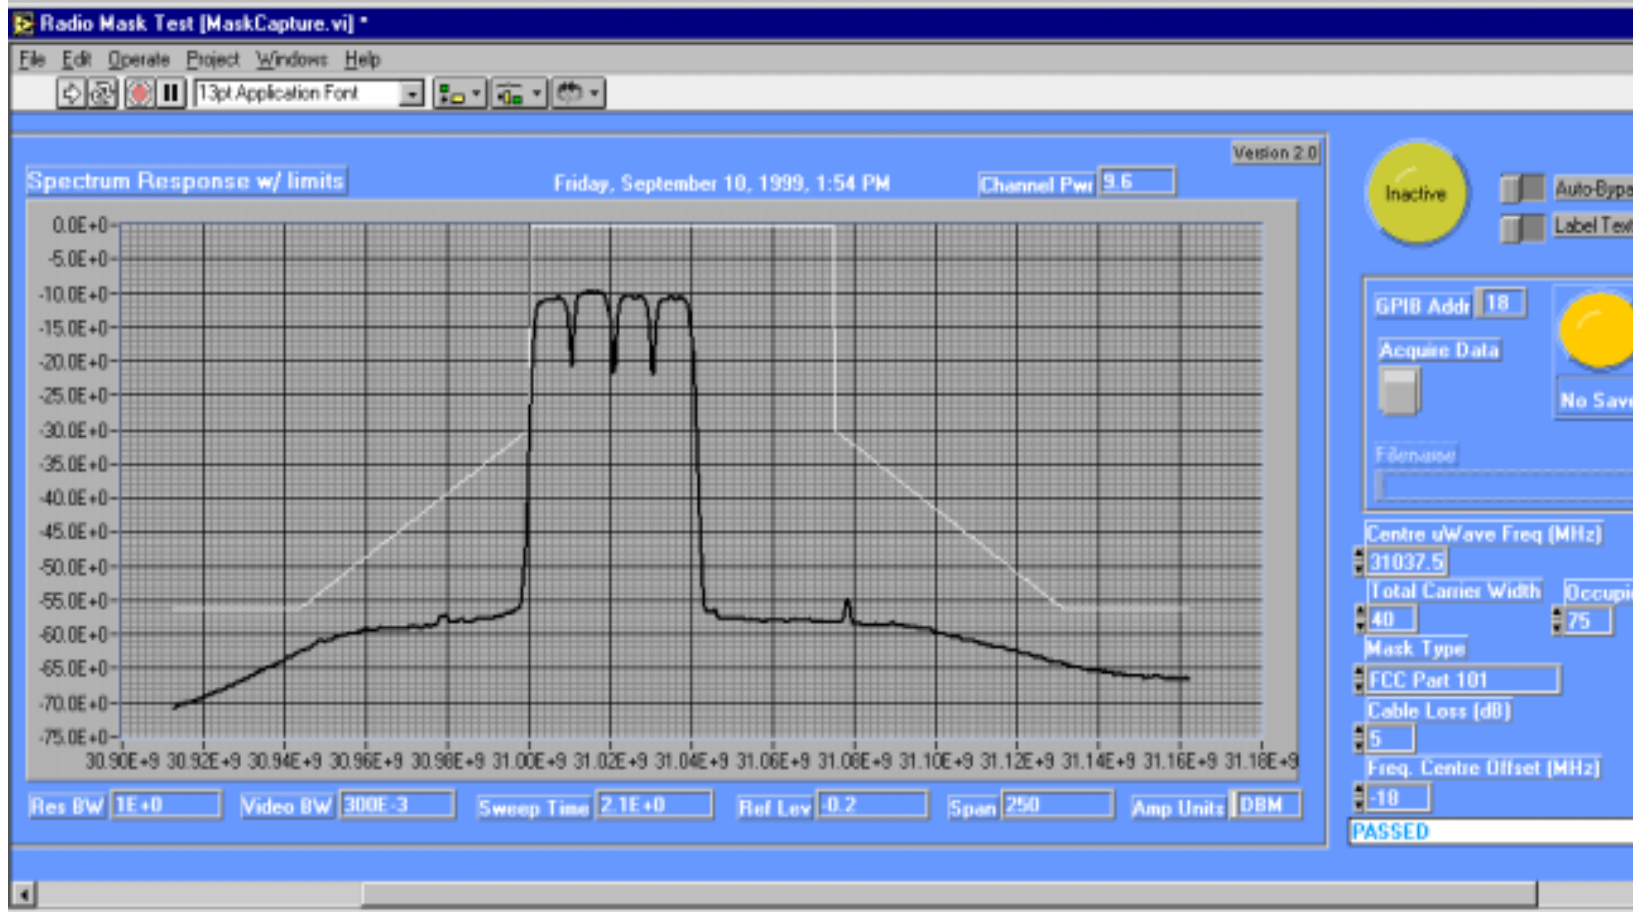 Radio Mask Test [MaskCapture.vi] *
File Edit Operate Project Windows Help
13pt Application Font
Version 2.0
Spectrum Response w/ limits
Friday, September 10, 1999, 1:54 PM
Channel Pwr 9.6
0.0E+0
-5.0E+0
-10.0E+0
-15.0E+0
-20.0E+0
-25.0E+0
-30.0E+0
-35.0E+0
-40.0E+0
-45.0E+0
-50.0E+0
-55.0E+0
-60.0E+0
-65.0E+0
-70.0E+0
-75.0E+0
30.90E+9 30.92E+9 30.94E+9 30.96E+9 30.98E+9 31.00E+9 31.02E+9 31.04E+9 31.06E+9 31.08E+9 31.10E+9 31.12E+9 31.14E+9 31.16E+9 31.18E+9
Res BW 1E+0 Video BW 300E-3 Sweep Time 2.1E+0 Ref Lev -0.2 Span 250 Amp Units DBM
Inactive
Auto-Bypa
Label Text
GPIB Addr 18
Acquire Data
No Save
Filename
Centre uWave Freq (MHz)
31037.5
Total Carrier Width Occupie
40 75
Mask Type
FCC Part 101
Cable Loss (dB)
5
Freq. Centre Offset (MHz)
-18
PASSED